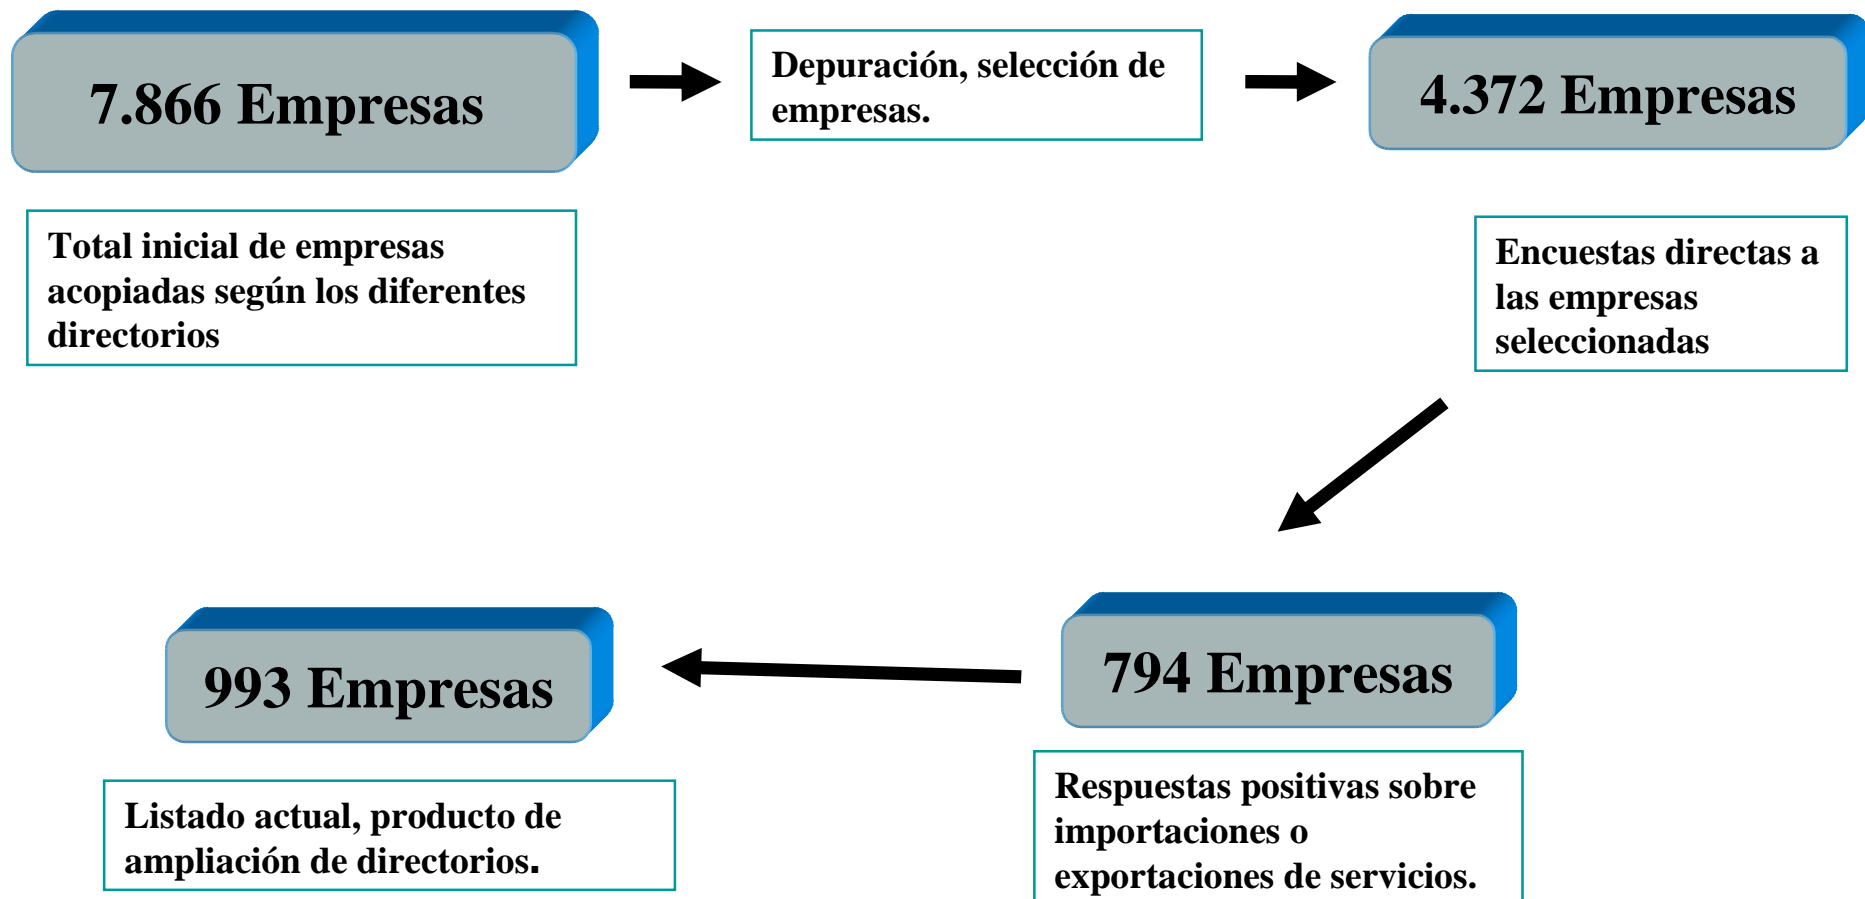 7.866 Empresas
Depuración, selección de
empresas.
4.372 Empresas
Total inicial de empresas
acopiadas según los diferentes
directorios
Encuestas directas a
las empresas
seleccionadas
794 Empresas
Respuestas positivas sobre
importaciones o
exportaciones de servicios.
993 Empresas
Listado actual, producto de
ampliación de directorios.